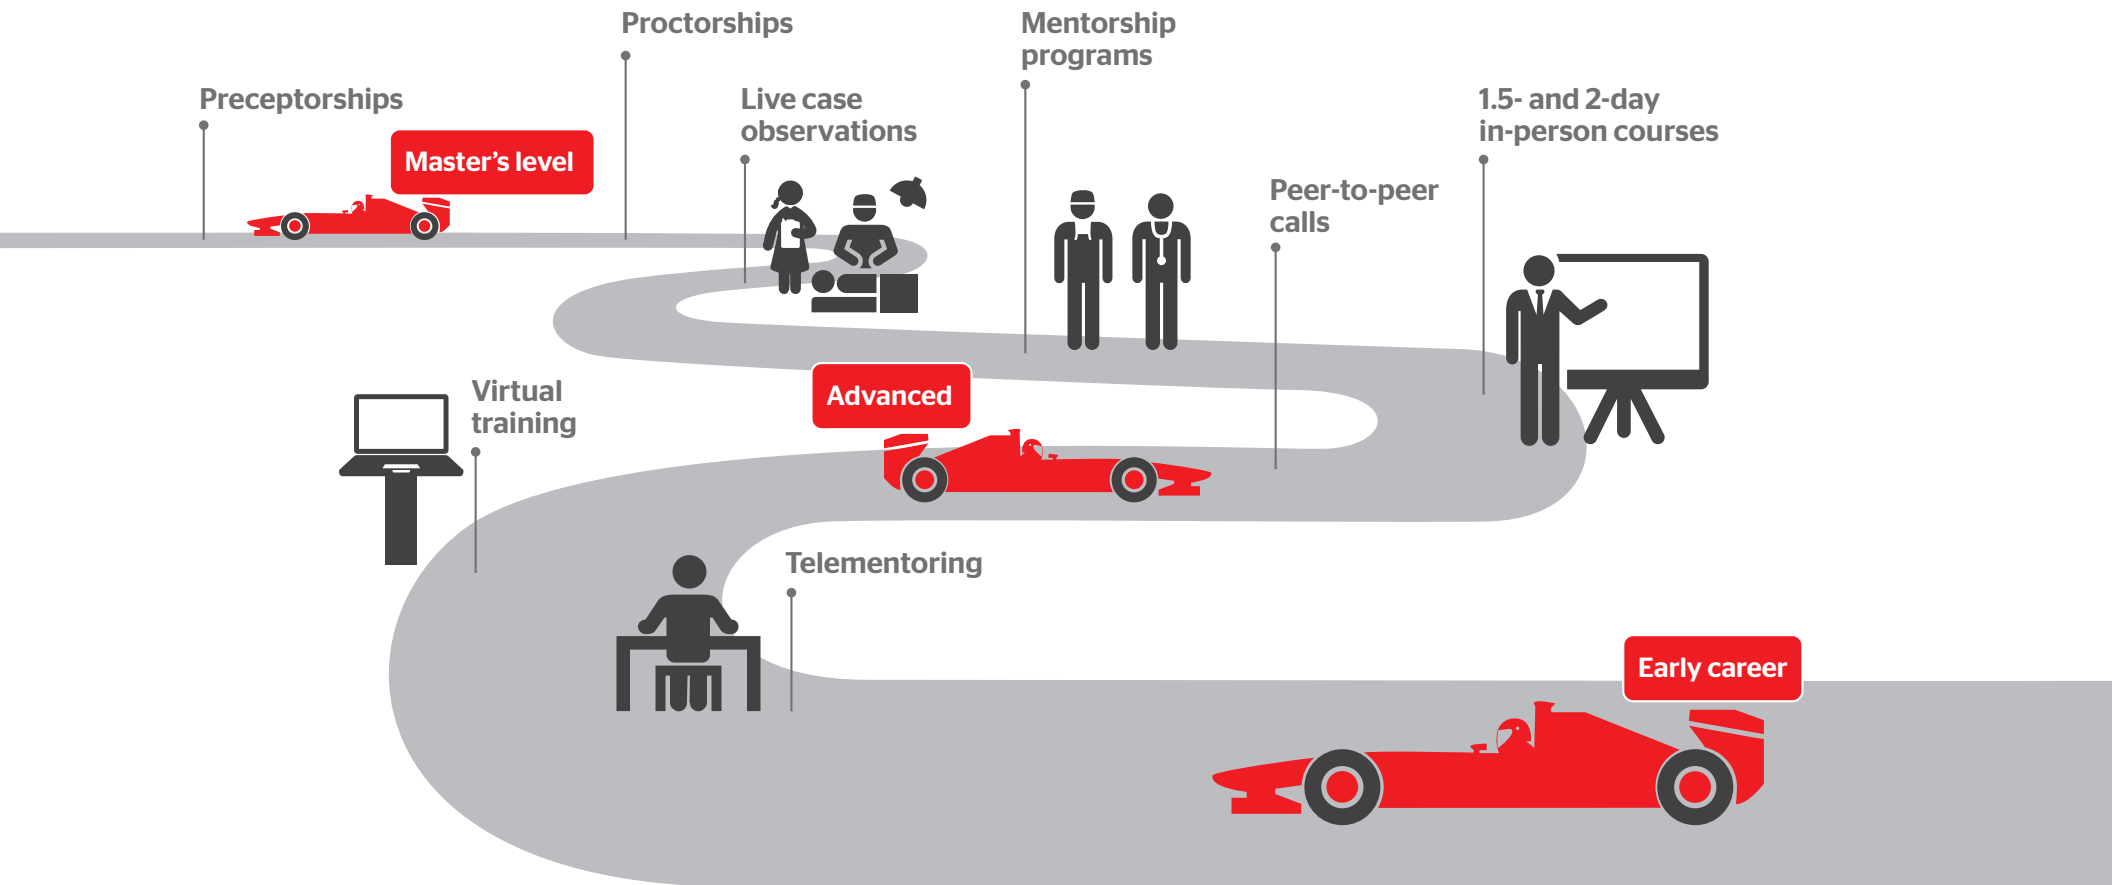 Proctorships
Mentorship
programs
Preceptorships
Live case
observations
1.5- and 2-day
in-person courses
Master’s level
Peer-to-peer
calls
Virtual
training
Advanced
Telementoring
Early career